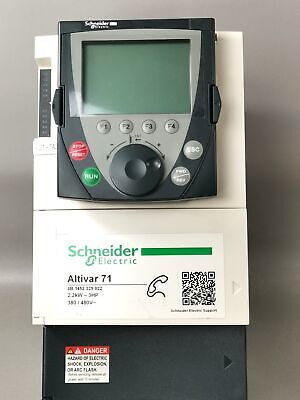 Schneider
Electric
F1 F2 F3 F4
STOP
RESET
ESC
RUN
FWD
REV
Schneider
Electric
Altivar 71
2.2kW - 3HP
380 / 480V~
Schneider Electric Support
DANGER
HAZARD OF ELECTRIC
SHOCK, EXPLOSION,
OR ARC FLASH